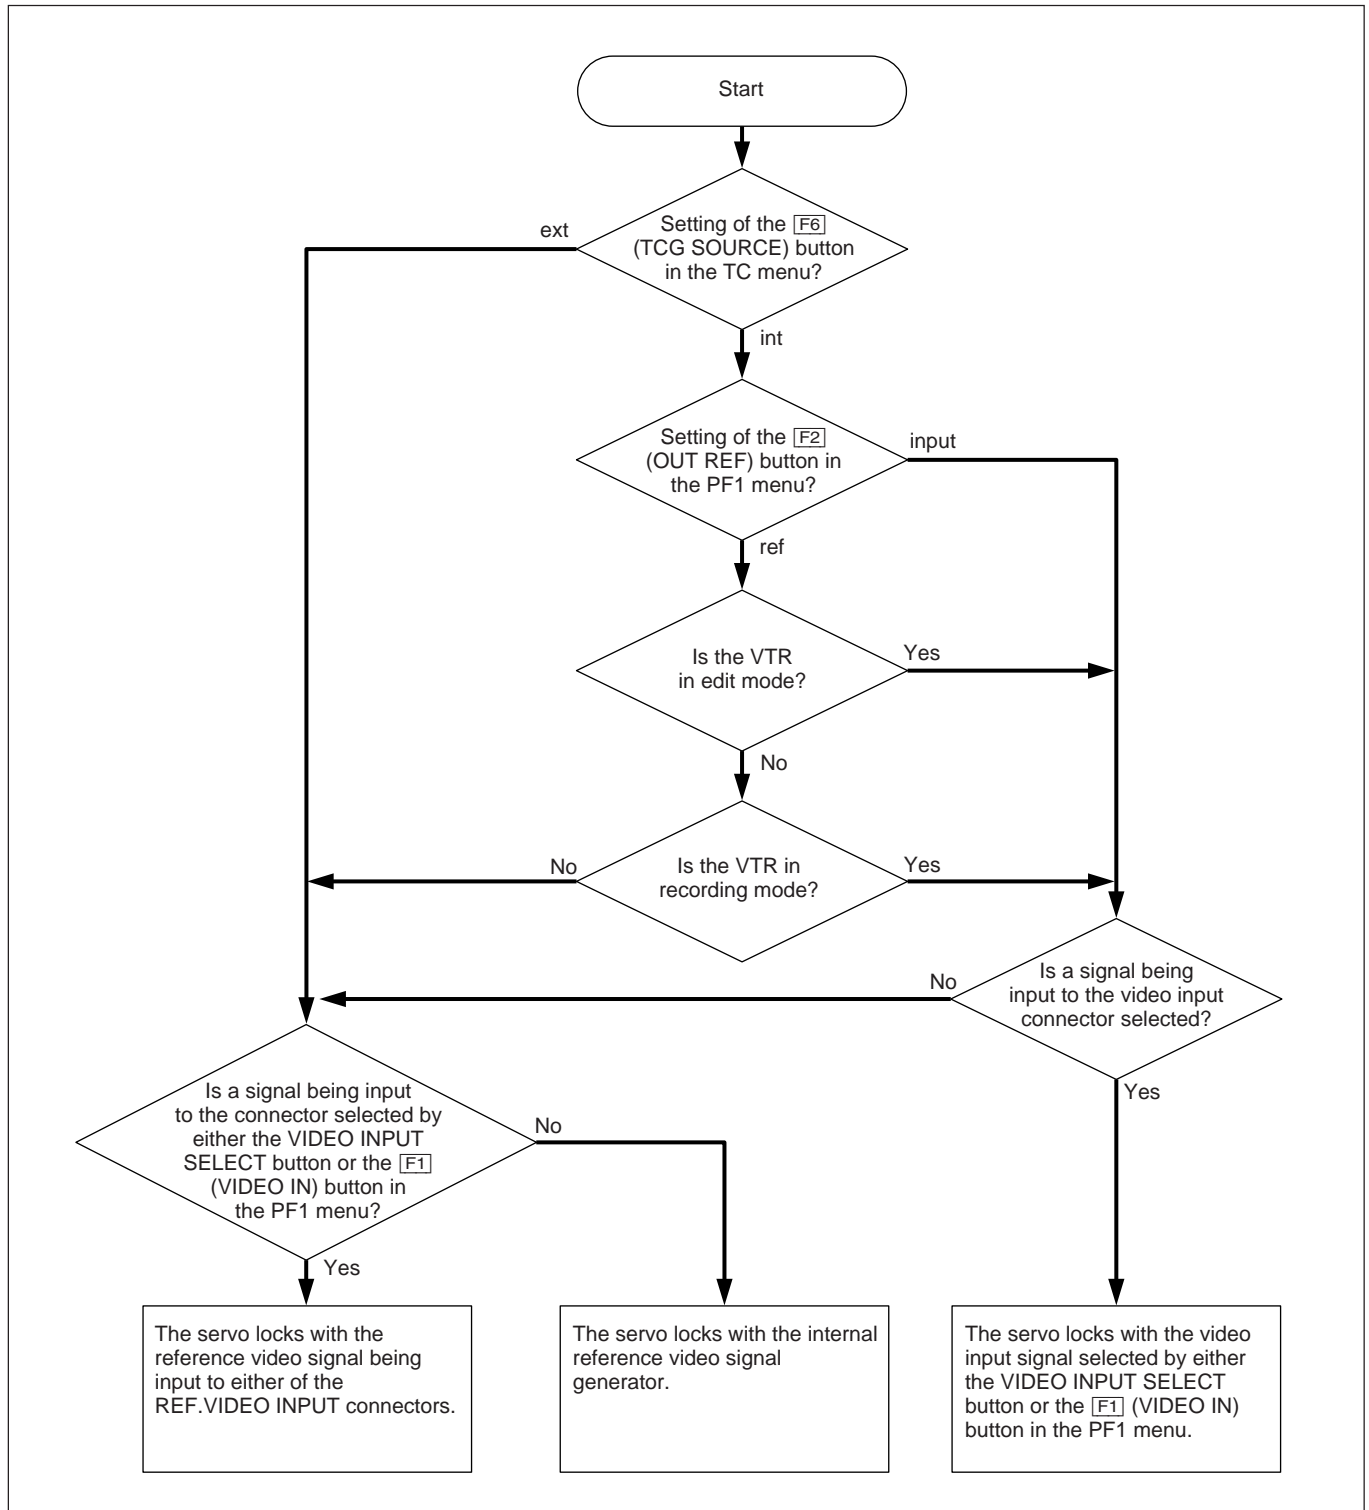 Start
ext
Setting of the F6
(TCG SOURCE) button
in the TC menu?
int
Setting of the F2
(OUT REF) button in
the PF1 menu?
input
ref
Is the VTR
in edit mode?
Yes
No
No
Is the VTR in
recording mode?
Yes
No
Is a signal being
input to the video input
connector selected?
Yes
Is a signal being input
to the connector selected by
either the VIDEO INPUT
SELECT button or the F1
(VIDEO IN) button in
the PF1 menu?
No
Yes
The servo locks with the
reference video signal being
input to either of the
REF.VIDEO INPUT connectors.
The servo locks with the internal
reference video signal
generator.
The servo locks with the video
input signal selected by either
the VIDEO INPUT SELECT
button or the F1 (VIDEO IN)
button in the PF1 menu.